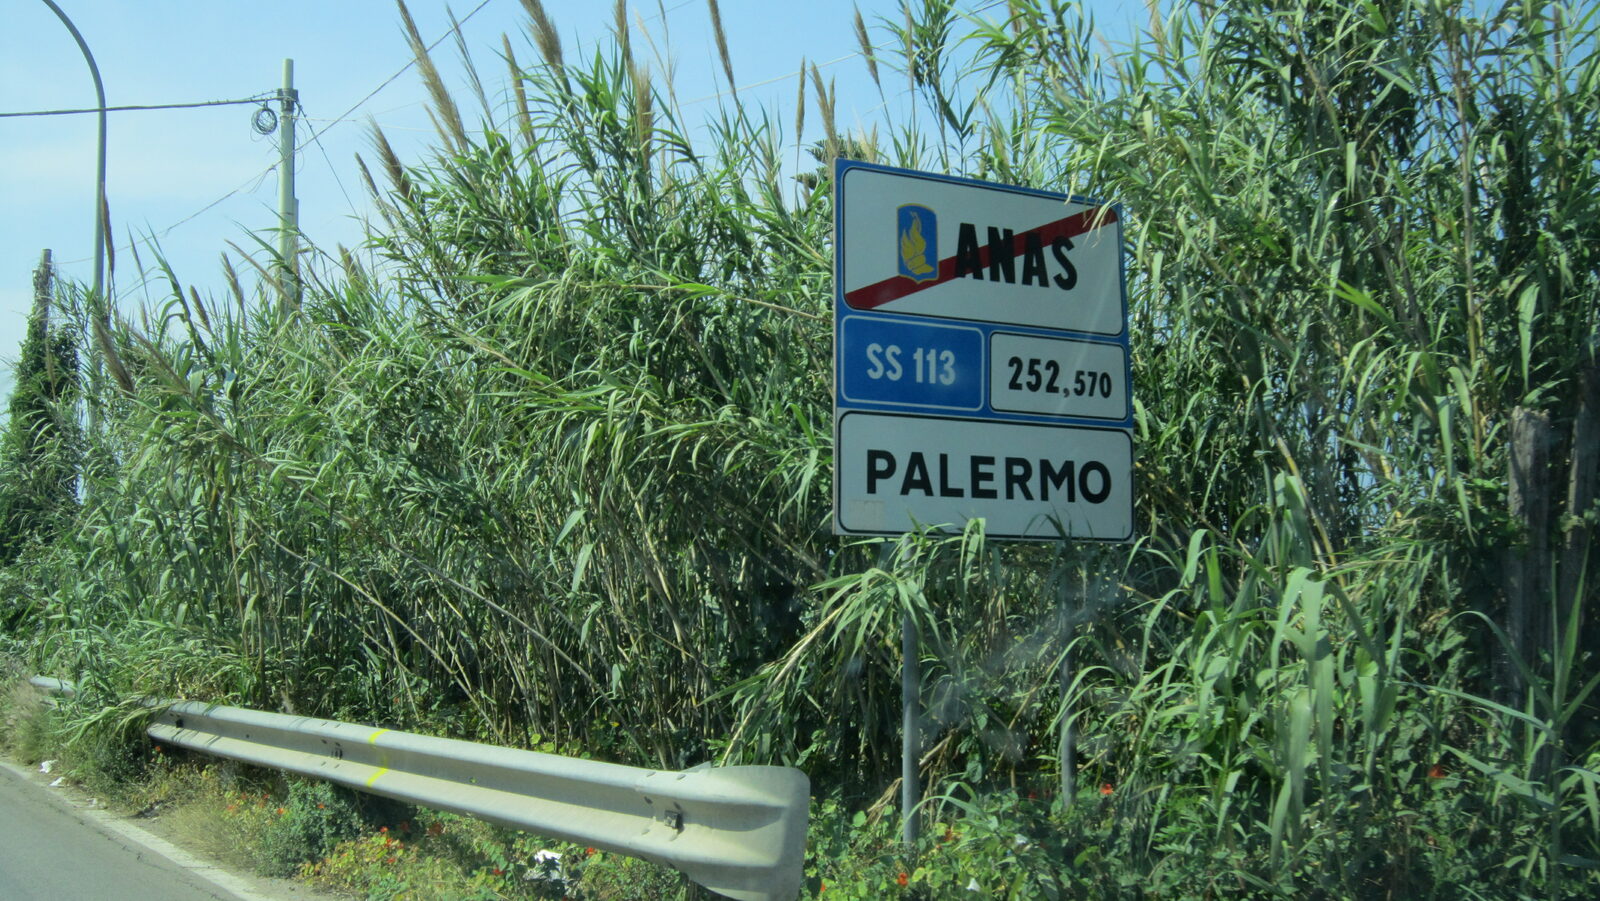 ANAS
SS 113
252,570
PALERMO